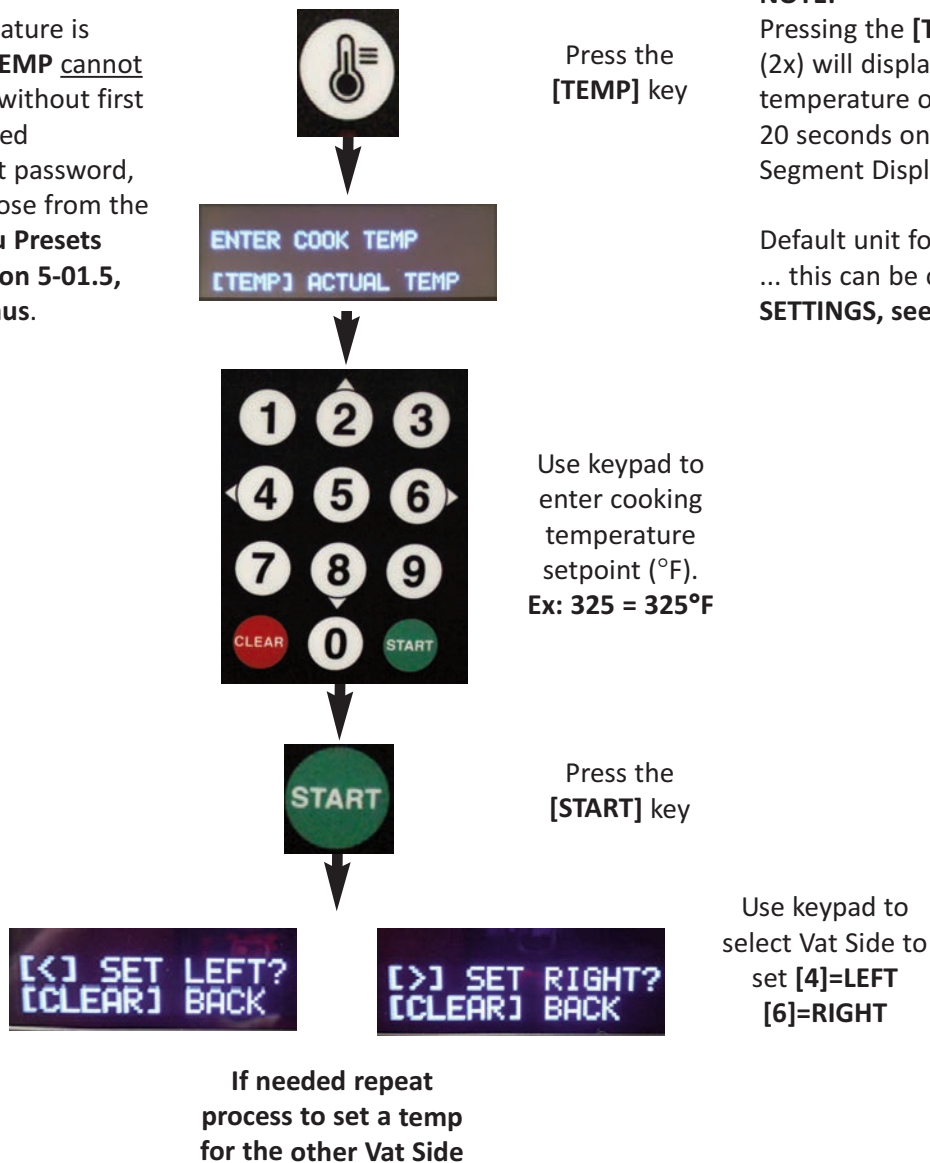 ature is
EMP cannot
without first
ed
t password,
ose from the
u Presets
on 5-01.5,
nus.
Press the
[TEMP] key
NOTE:
Pressing the [T
(2x) will displa
temperature o
20 seconds on
Segment Displ
Default unit fo
... this can be c
SETTINGS, see
ENTER COOK TEMP
[TEMP] ACTUAL TEMP
1 2 3
4 5 6
7 8 9
CLEAR 0 START
Use keypad to
enter cooking
temperature
setpoint (°F).
Ex: 325 = 325°F
START
Press the
[START] key
[<] SET LEFT?
[CLEAR] BACK
[>] SET RIGHT?
[CLEAR] BACK
Use keypad to
select Vat Side to
set [4]=LEFT
[6]=RIGHT
If needed repeat
process to set a temp
for the other Vat Side